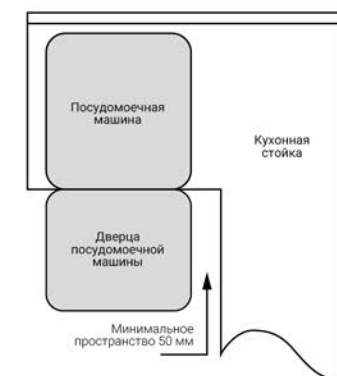 Посудомоечная
машина
Кухонная
стойка
Дверца
посудомоечной
машины
Минимальное
пространство 50 мм